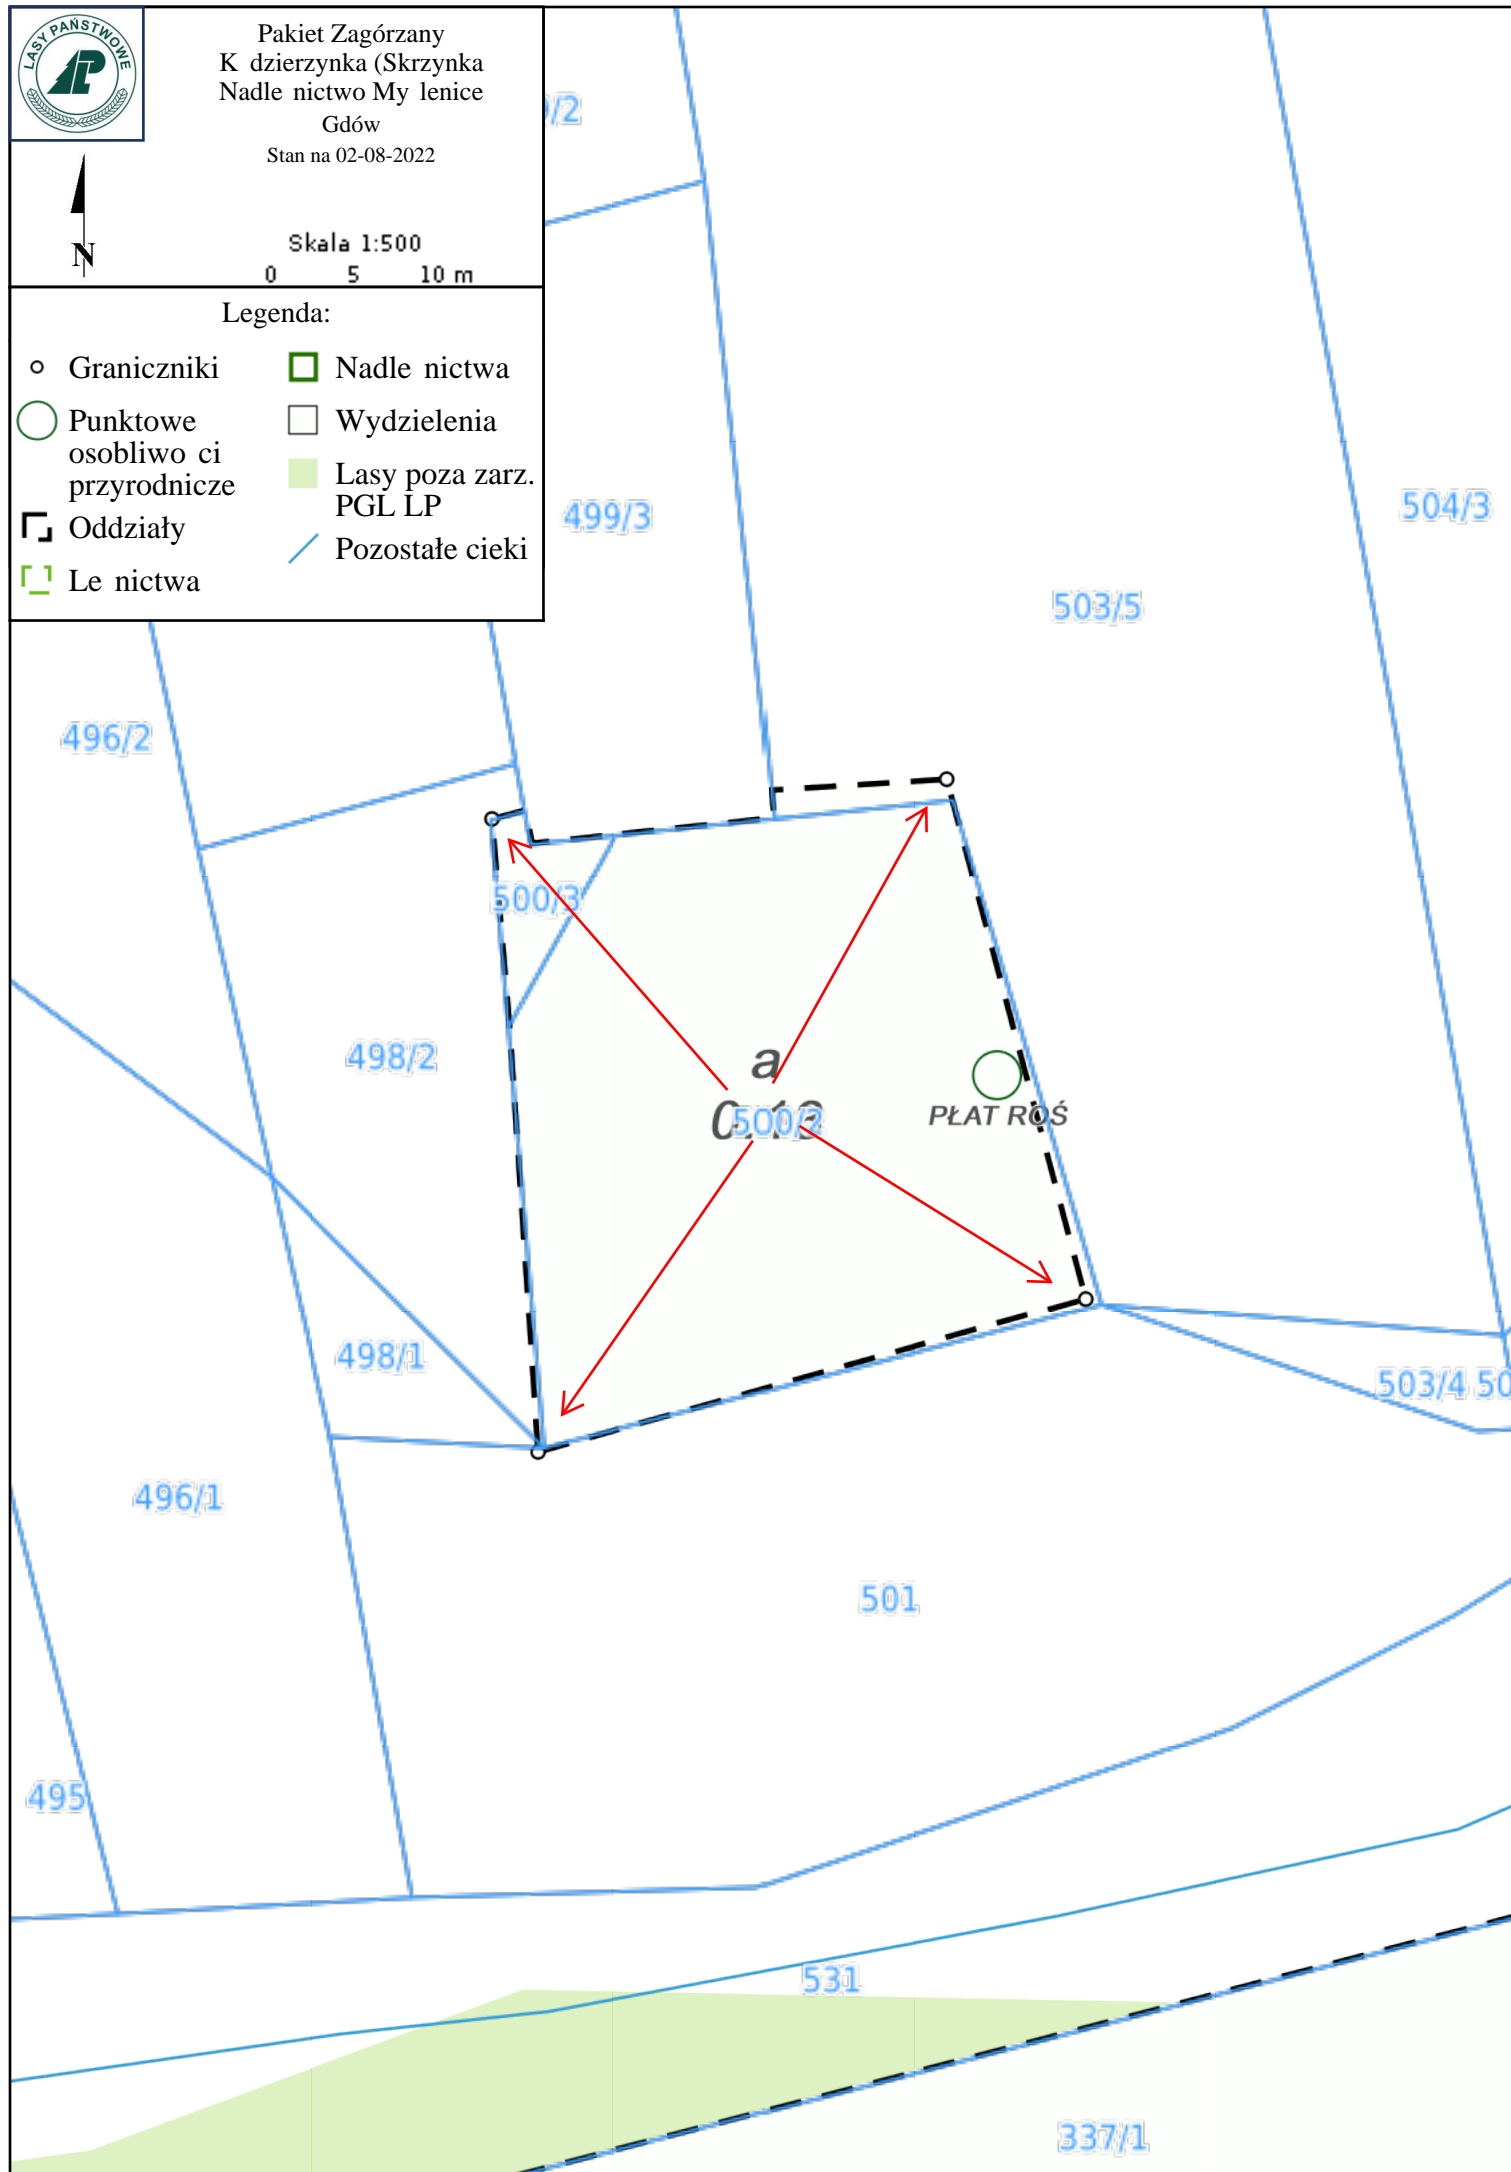 LASY PAŃSTWOWE
Pakiet Zagórzany
K dzierzynka (Skrzynka
Nadle nictwo My lenice
Gdów
Stan na 02-08-2022
N
Skala 1:500
0 5 10 m
Legenda:
Graniczniki
Punktowe
osobliwo ci
przyrodnicze
Oddziały
Le nictwa
Nadle nictwa
Wydzielenia
Lasy poza zarz.
PGL LP
Pozostałe cieki
/2
499/3
504/3
503/5
496/2
500/3
498/2
a
500/2
PŁAT ROŚ
498/1
503/4 50
496/1
501
495
531
337/1